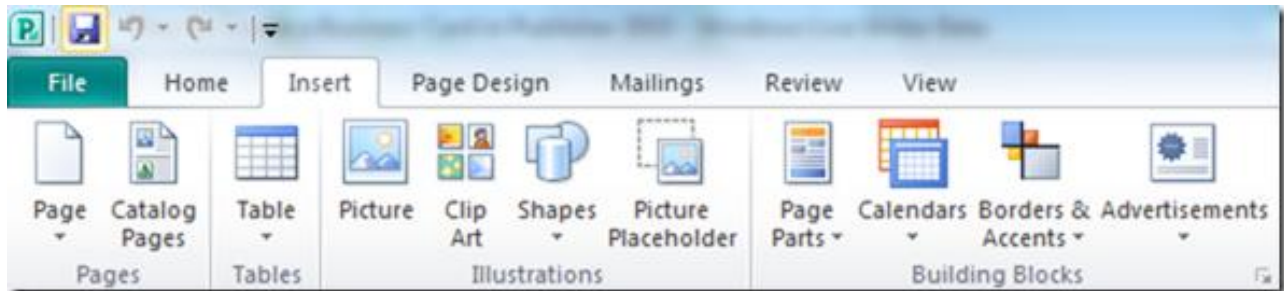 P
File Home Insert Page Design Mailings Review View
Page Catalog Table Picture Clip Shapes Picture Page Calendars Borders & Advertisements
Pages Art Placeholder Parts Accents
Pages Tables Illustrations Building Blocks